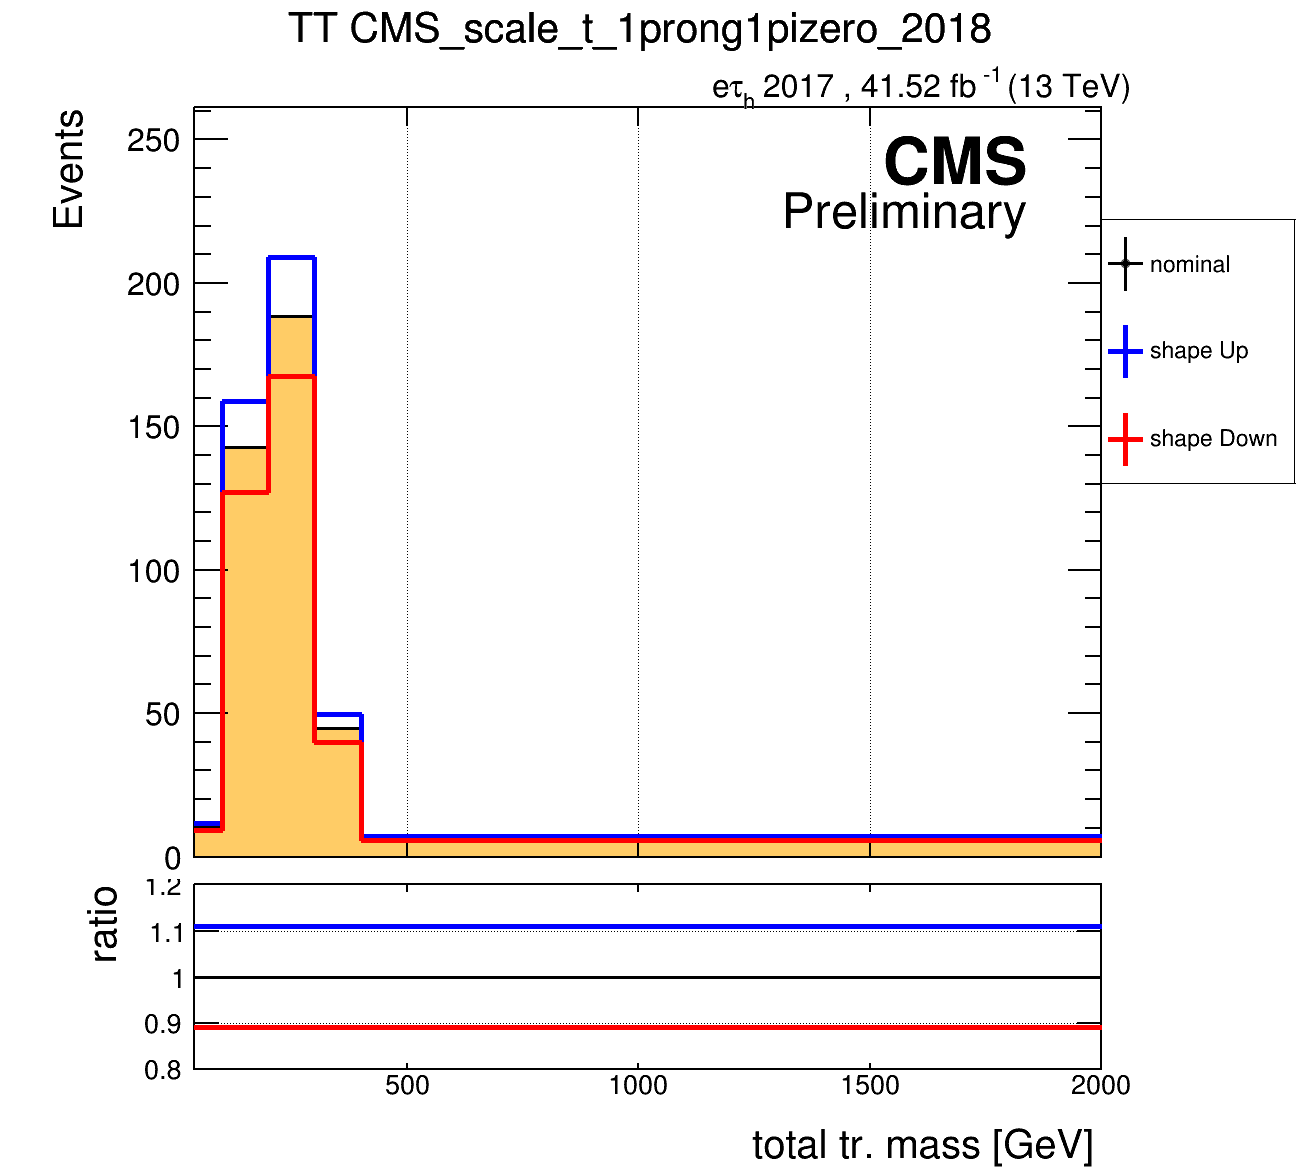 TT CMS_scale_t_1prong1pizero_2018
eτh 2017 , 41.52 fb -1 (13 TeV)
Events
250
200
150
100
50
0
CMS
Preliminary
nominal
shape Up
shape Down
ratio
1.2
1.1
1
0.9
0.8
500
1000
1500
2000
total tr. mass [GeV]